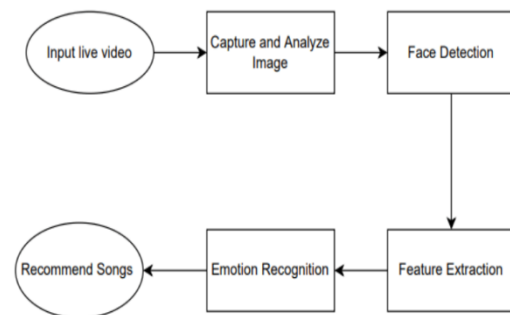 Input live video
Capture and Analyze
Image
Face Detection
Recommend Songs
Emotion Recognition
Feature Extraction